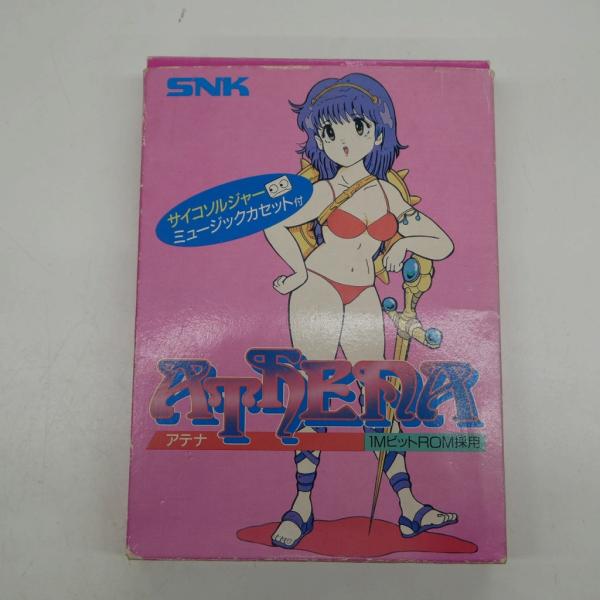 SNK
サイコソルジャー
ミュージックカセット付
ATHENA
アテナ
1MビットROM採用